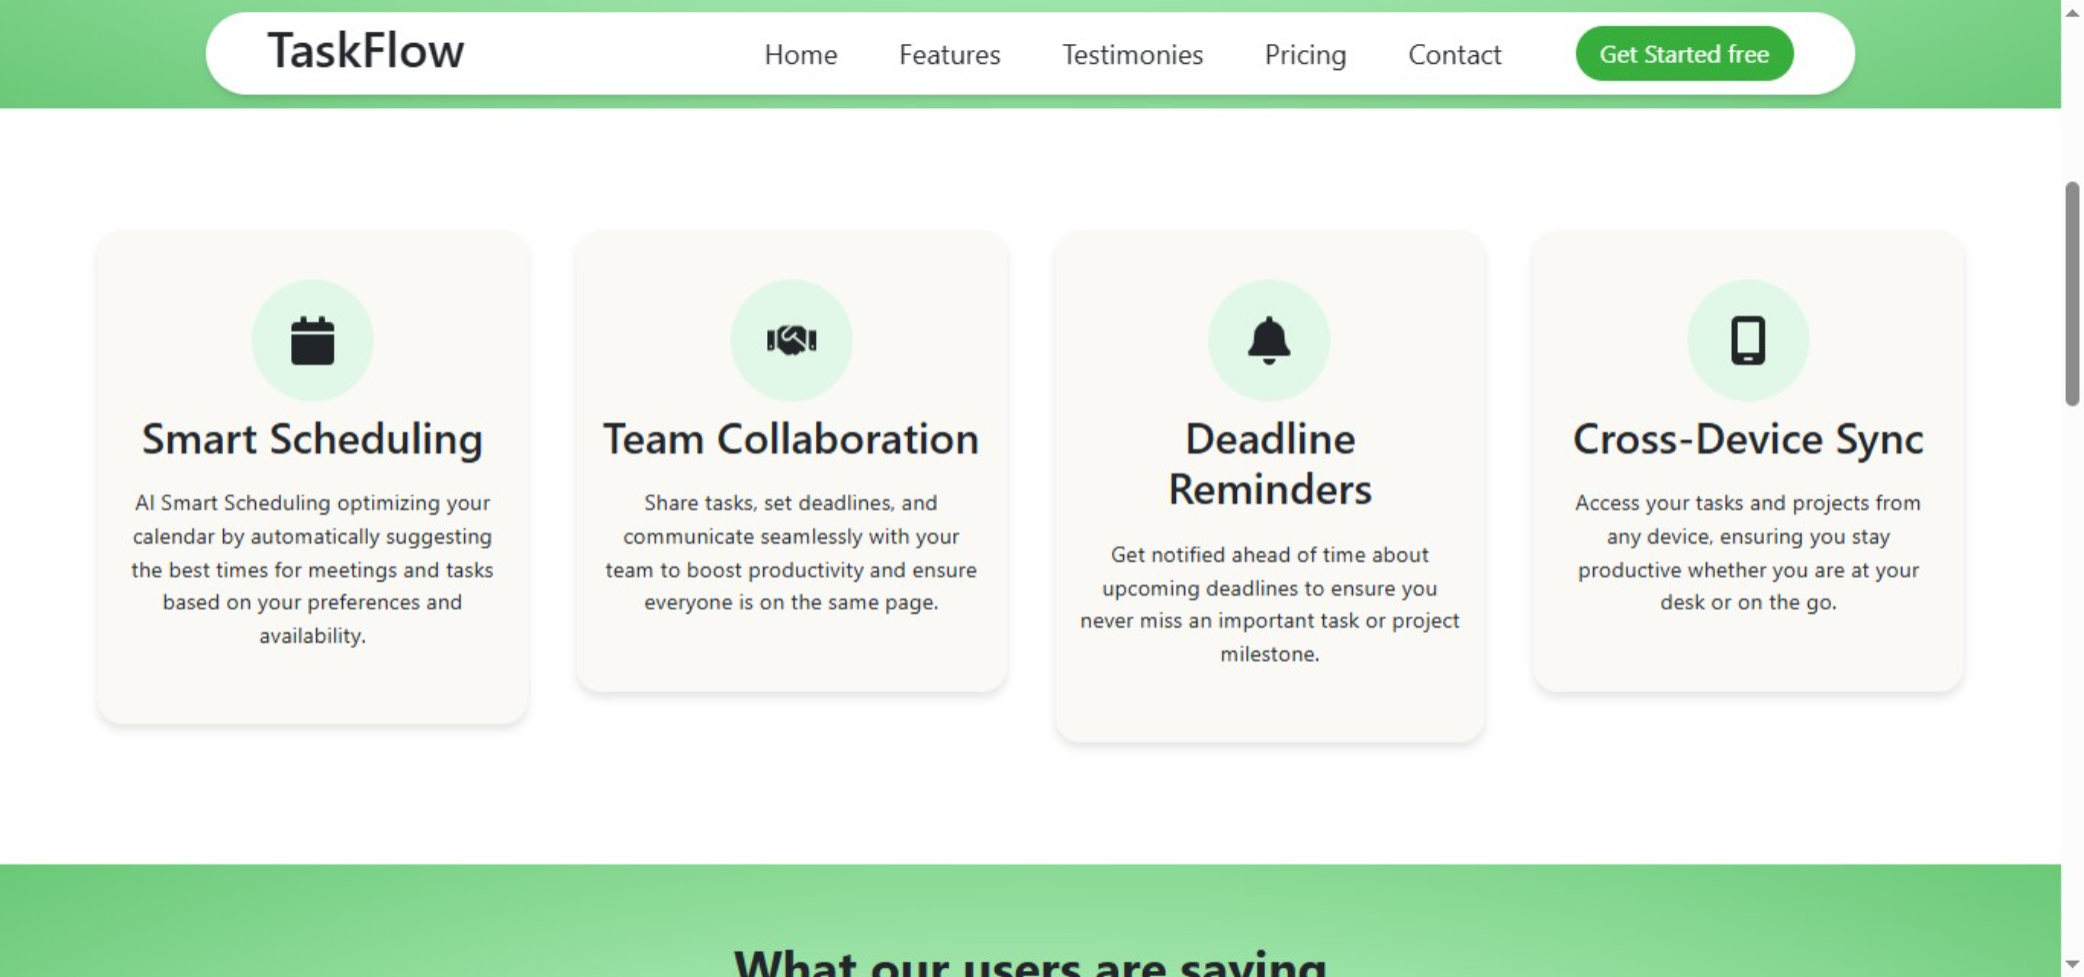 TaskFlow
Home
Features
Testimonies
Pricing
Contact
Get Started free
Smart Scheduling
AI Smart Scheduling optimizing your
calendar by automatically suggesting
the best times for meetings and tasks
based on your preferences and
availability.
Team Collaboration
Share tasks, set deadlines, and
communicate seamlessly with your
team to boost productivity and ensure
everyone is on the same page.
Deadline
Reminders
Get notified ahead of time about
upcoming deadlines to ensure you
never miss an important task or project
milestone.
Cross-Device Sync
Access your tasks and projects from
any device, ensuring you stay
productive whether you are at your
desk or on the go.
What our users are saying